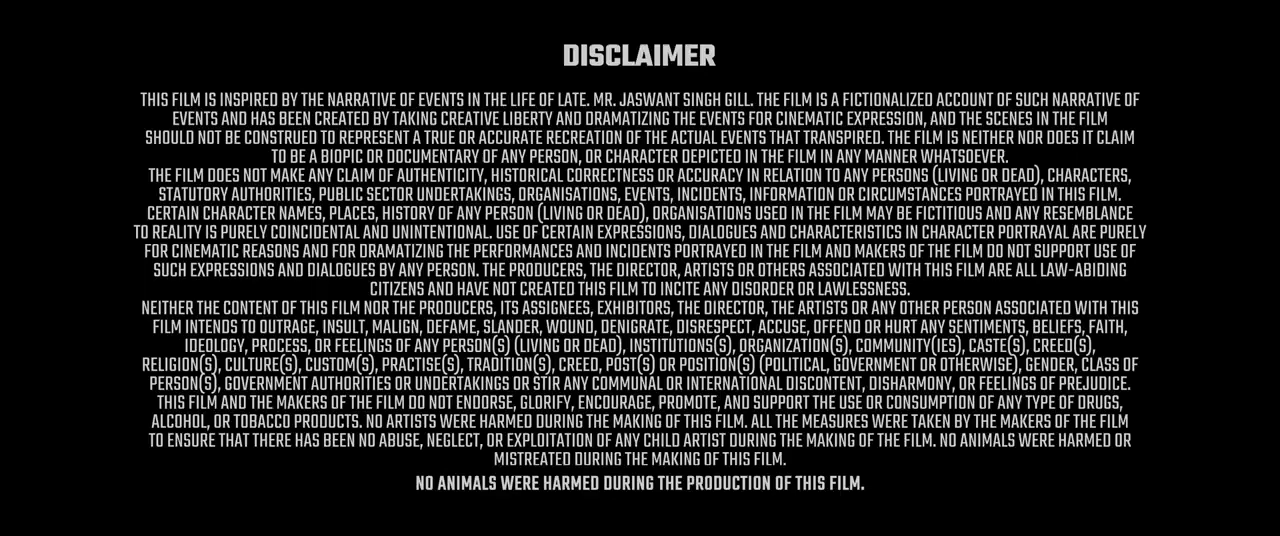 DISCLAIMER
THIS FILM IS INSPIRED BY THE NARRATIVE OF EVENTS IN THE LIFE OF LATE. MR. JASWANT SINGH GILL. THE FILM IS A FICTIONALIZED ACCOUNT OF SUCH NARRATIVE OF
EVENTS AND HAS BEEN CREATED BY TAKING CREATIVE LIBERTY AND DRAMATIZING THE EVENTS FOR CINEMATIC EXPRESSION, AND THE SCENES IN THE FILM
SHOULD NOT BE CONSTRUED TO REPRESENT A TRUE OR ACCURATE RECREATION OF THE ACTUAL EVENTS THAT TRANSPIRED. THE FILM IS NEITHER NOR DOES IT CLAIM
TO BE A BIOPIC OR DOCUMENTARY OF ANY PERSON, OR CHARACTER DEPICTED IN THE FILM IN ANY MANNER WHATSOEVER.
THE FILM DOES NOT MAKE ANY CLAIM OF AUTHENTICITY, HISTORICAL CORRECTNESS OR ACCURACY IN RELATION TO ANY PERSONS (LIVING OR DEAD), CHARACTERS,
STATUTORY AUTHORITIES, PUBLIC SECTOR UNDERTAKINGS, ORGANISATIONS, EVENTS, INCIDENTS, INFORMATION OR CIRCUMSTANCES PORTRAYED IN THIS FILM.
CERTAIN CHARACTER NAMES, PLACES, HISTORY OF ANY PERSON (LIVING OR DEAD), ORGANISATIONS USED IN THE FILM MAY BE FICTITIOUS AND ANY RESEMBLANCE
TO REALITY IS PURELY COINCIDENTAL AND UNINTENTIONAL. USE OF CERTAIN EXPRESSIONS, DIALOGUES AND CHARACTERISTICS IN CHARACTER PORTRAYAL ARE PURELY
FOR CINEMATIC REASONS AND FOR DRAMATIZING THE PERFORMANCES AND INCIDENTS PORTRAYED IN THE FILM AND MAKERS OF THE FILM DO NOT SUPPORT USE OF
SUCH EXPRESSIONS AND DIALOGUES BY ANY PERSON. THE PRODUCERS, THE DIRECTOR, ARTISTS OR OTHERS ASSOCIATED WITH THIS FILM ARE ALL LAW-ABIDING
CITIZENS AND HAVE NOT CREATED THIS FILM TO INCITE ANY DISORDER OR LAWLESSNESS.
NEITHER THE CONTENT OF THIS FILM NOR THE PRODUCERS, ITS ASSIGNEES, EXHIBITORS, THE DIRECTOR, THE ARTISTS OR ANY OTHER PERSON ASSOCIATED WITH THIS
FILM INTENDS TO OUTRAGE, INSULT, MALIGN, DEFAME, SLANDER, WOUND, DENIGRATE, DISRESPECT, ACCUSE, OFFEND OR HURT ANY SENTIMENTS, BELIEFS, FAITH,
IDEOLOGY, PROCESS, OR FEELINGS OF ANY PERSON(S) (LIVING OR DEAD), INSTITUTIONS(S), ORGANIZATION(S), COMMUNITY(IES), CASTE(S), CREED(S),
RELIGION(S), CULTURE(S), CUSTOM(S), PRACTISE(S), TRADITION(S), CREED, POST(S) OR POSITION(S) (POLITICAL, GOVERNMENT OR OTHERWISE), GENDER, CLASS OF
PERSON(S), GOVERNMENT AUTHORITIES OR UNDERTAKINGS OR STIR ANY COMMUNAL OR INTERNATIONAL DISCONTENT, DISHARMONY, OR FEELINGS OF PREJUDICE.
THIS FILM AND THE MAKERS OF THE FILM DO NOT ENDORSE, GLORIFY, ENCOURAGE, PROMOTE, AND SUPPORT THE USE OR CONSUMPTION OF ANY TYPE OF DRUGS,
ALCOHOL, OR TOBACCO PRODUCTS. NO ARTISTS WERE HARMED DURING THE MAKING OF THIS FILM. ALL THE MEASURES WERE TAKEN BY THE MAKERS OF THE FILM
TO ENSURE THAT THERE HAS BEEN NO ABUSE, NEGLECT, OR EXPLOITATION OF ANY CHILD ARTIST DURING THE MAKING OF THE FILM. NO ANIMALS WERE HARMED OR
MISTREATED DURING THE MAKING OF THIS FILM.
NO ANIMALS WERE HARMED DURING THE PRODUCTION OF THIS FILM.